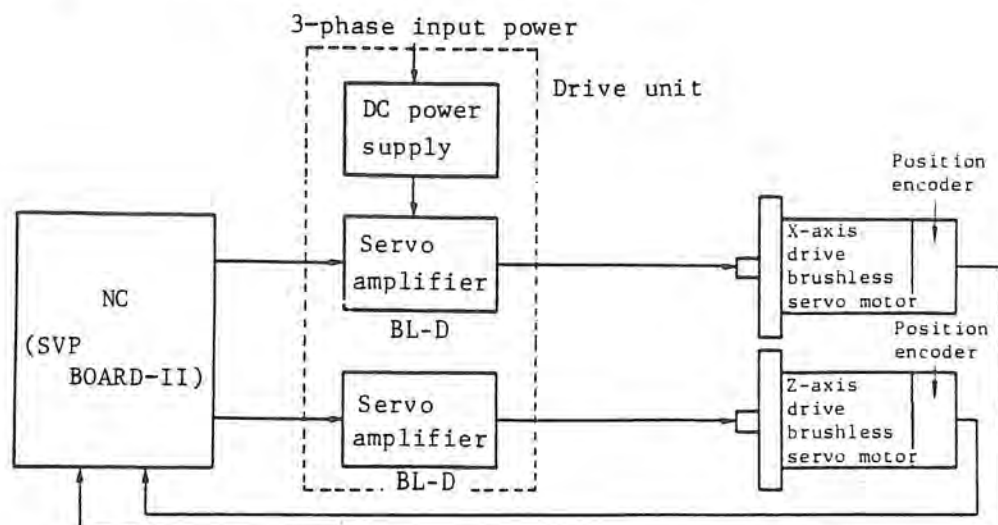 3-phase input power
Drive unit
DC power
supply
Position
encoder
Servo
amplifier
BL-D
X-axis
drive
brushless
servo motor
NC
(SVP
BOARD-II)
Position
encoder
Servo
amplifier
BL-D
Z-axis
drive
brushless
servo motor